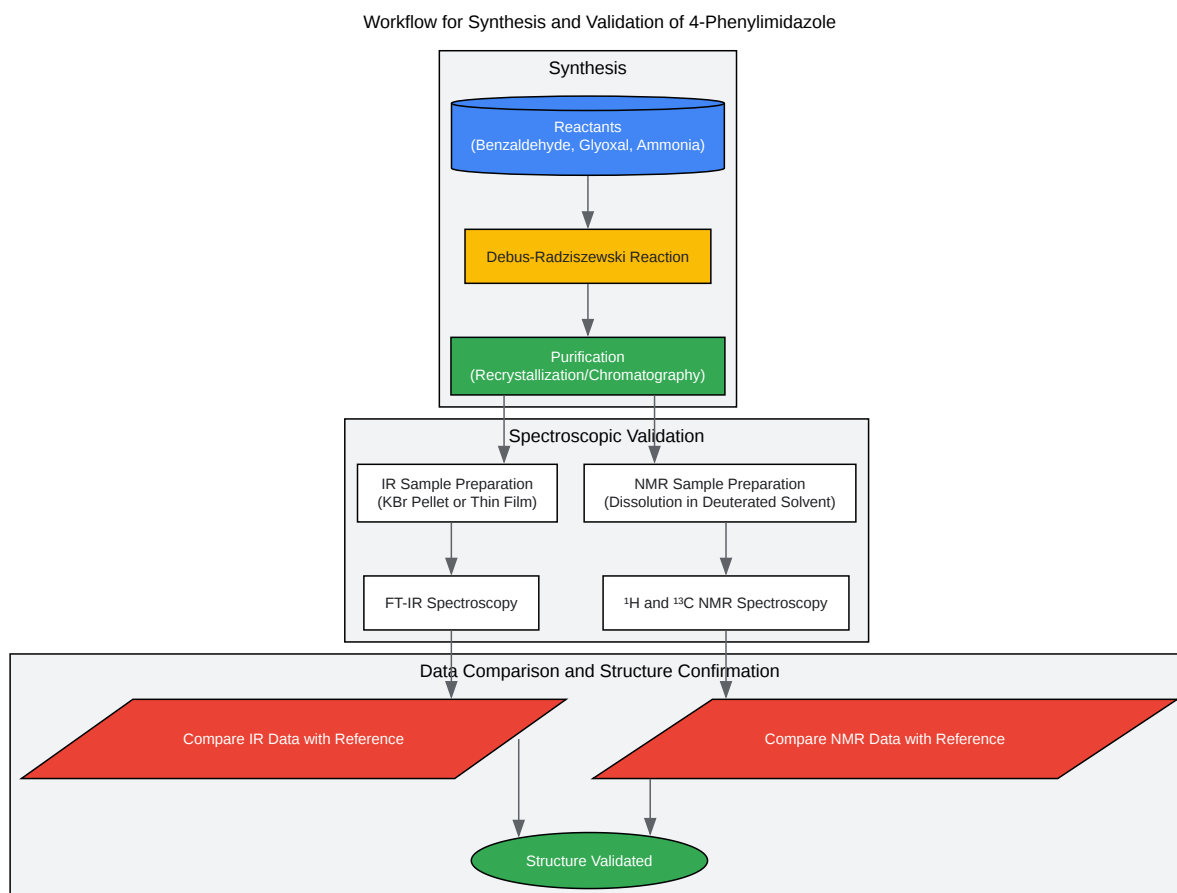 Workflow for Synthesis and Validation of 4-Phenylimidazole
Synthesis
Reactants
(Benzaldehyde, Glyoxal, Ammonia)
Debus-Radziszewski Reaction
Purification
(Recrystallization/Chromatography)
Spectroscopic Validation
IR Sample Preparation
(KBr Pellet or Thin Film)
NMR Sample Preparation
(Dissolution in Deuterated Solvent)
FT-IR Spectroscopy
¹H and ¹³C NMR Spectroscopy
Data Comparison and Structure Confirmation
Compare IR Data with Reference
Compare NMR Data with Reference
Structure Validated